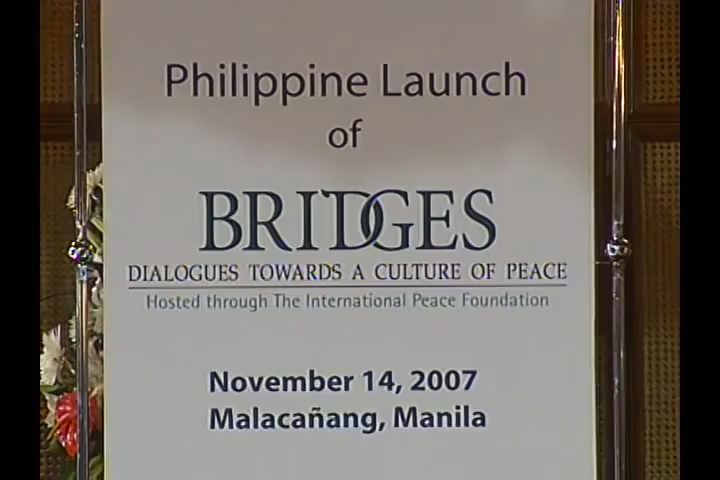 Philippine Launch
of
BRIDGES
DIALOGUES TOWARDS A CULTURE OF PEACE
Hosted through The International Peace Foundation
November 14, 2007
Malacañang, Manila